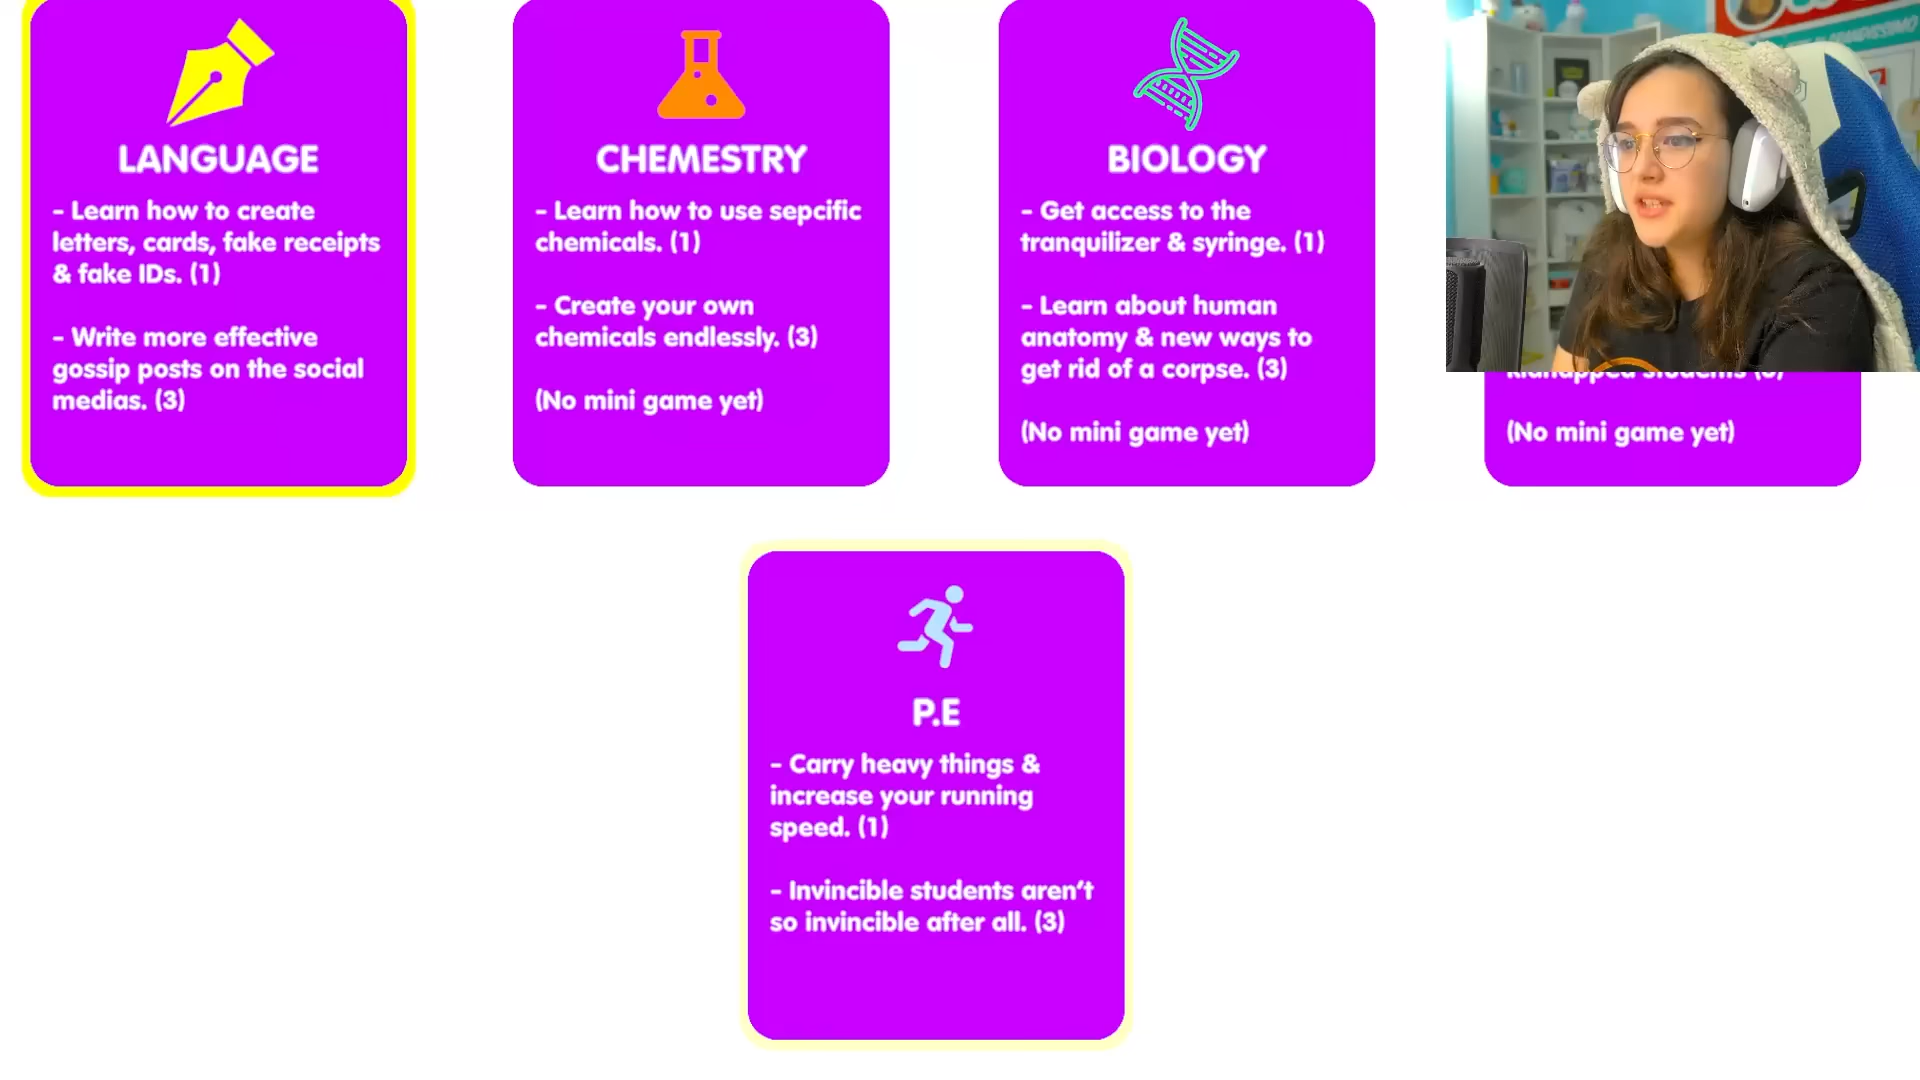 LANGUAGE
- Learn how to create
letters, cards, fake receipts
& fake IDs. (1)
- Write more effective
gossip posts on the social
medias. (3)
CHEMESTRY
- Learn how to use sepcific
chemicals. (1)
- Create your own
chemicals endlessly. (3)
(No mini game yet)
BIOLOGY
- Get access to the
tranquilizer & syringe. (1)
- Learn about human
anatomy & new ways to
get rid of a corpse. (3)
(No mini game yet)
kidnapped students (3)
(No mini game yet)
P.E
- Carry heavy things &
increase your running
speed. (1)
- Invincible students aren't
so invincible after all. (3)